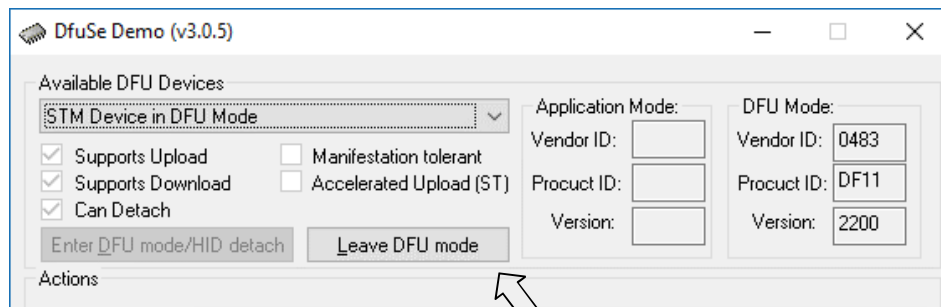 DfuSe Demo (v3.0.5)
Available DFU Devices
STM Device in DFU Mode
Supports Upload
Manifestation tolerant
Supports Download
Accelerated Upload (ST)
Can Detach
Enter DFU mode/HID detach
Leave DFU mode
Application Mode:
Vendor ID:
Procuct ID:
Version:
DFU Mode:
Vendor ID: 0483
Procuct ID: DF11
Version: 2200
Actions